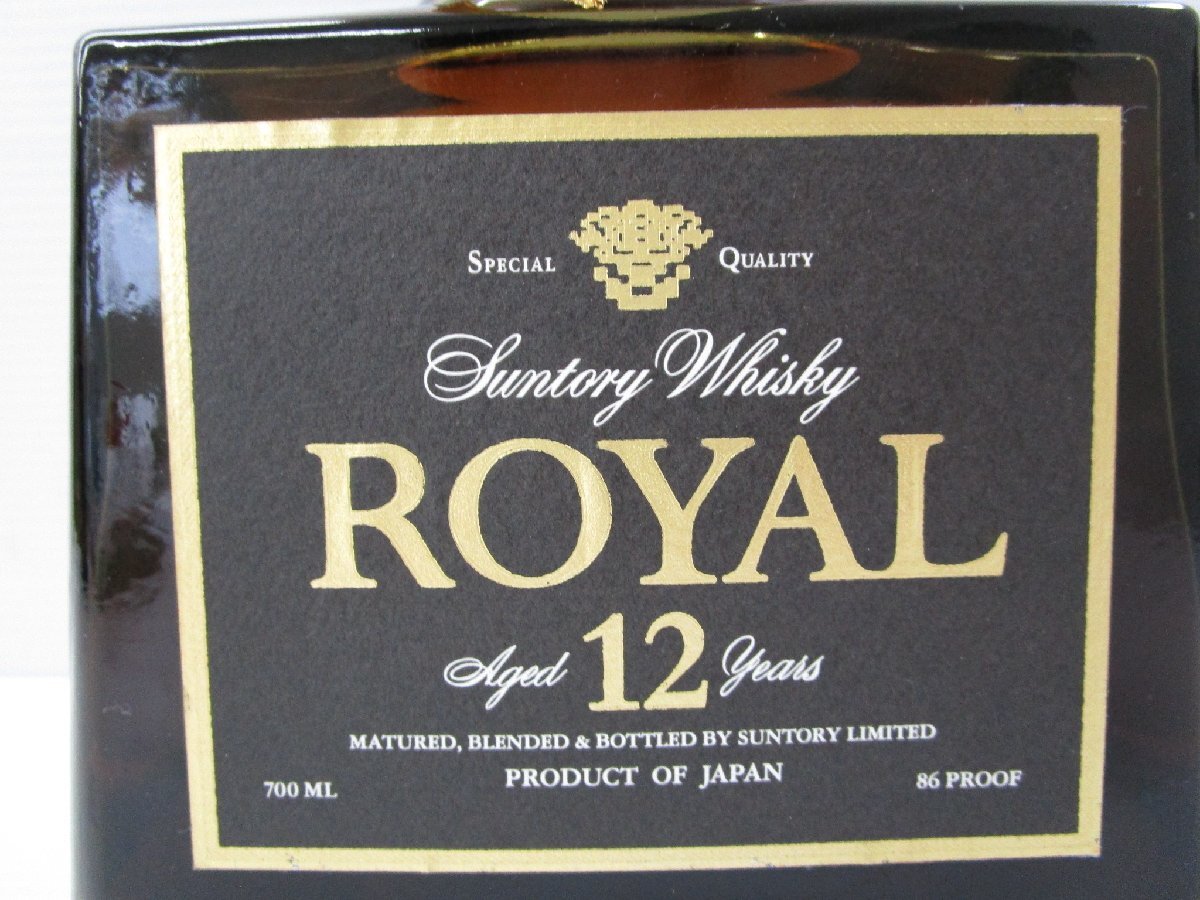 SPECIAL QUALITY
Suntory Whisky
ROYAL
Aged 12 Years
MATURED, BLENDED & BOTTLED BY SUNTORY LIMITED
PRODUCT OF JAPAN
700 ML 86 PROOF